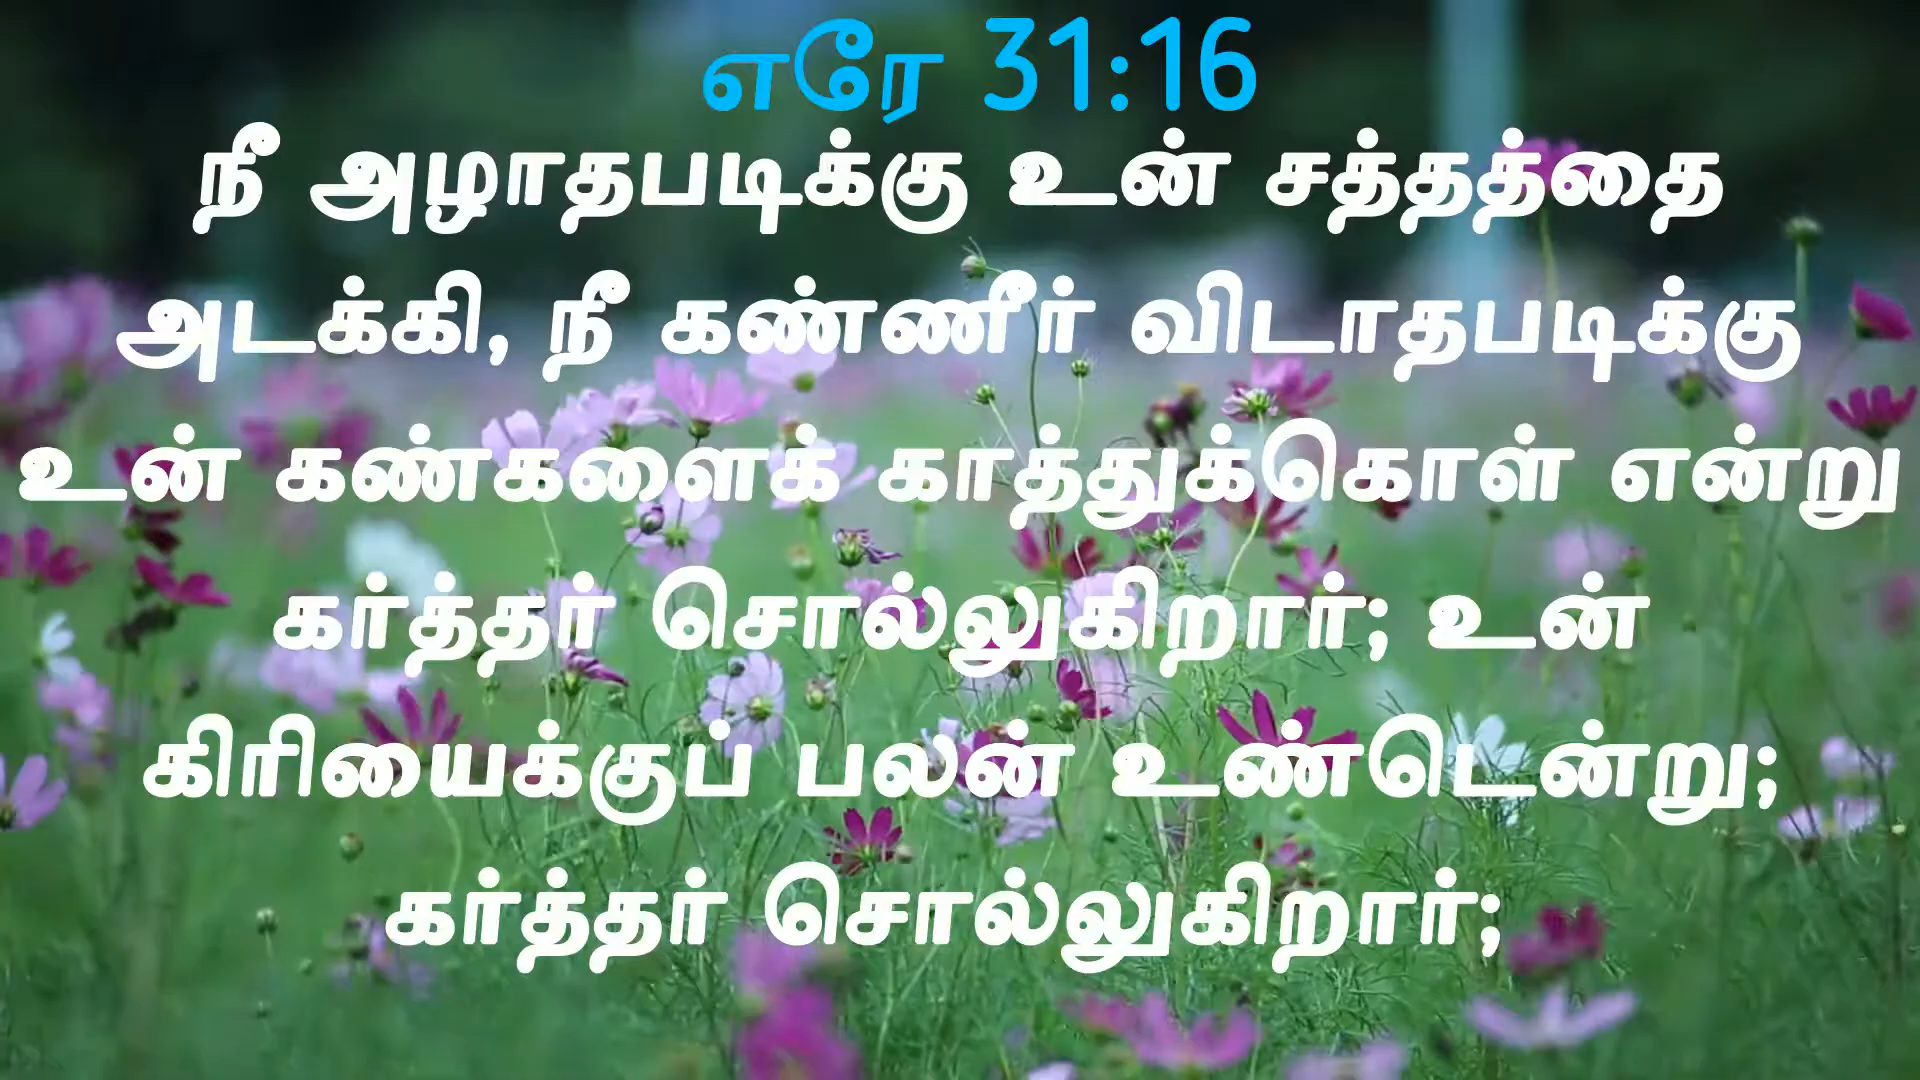 எரே 31:16
நீ அழாதபடிக்கு உன் சத்தத்தை
அடக்கி, நீ கண்ணீர் விடாதபடிக்கு
உன் கண்களைக் காத்துக்கொள் என்று
கர்த்தர் சொல்லுகிறார்; உன்
கிரியைக்குப் பலன் உண்டென்று;
கர்த்தர் சொல்லுகிறார்;